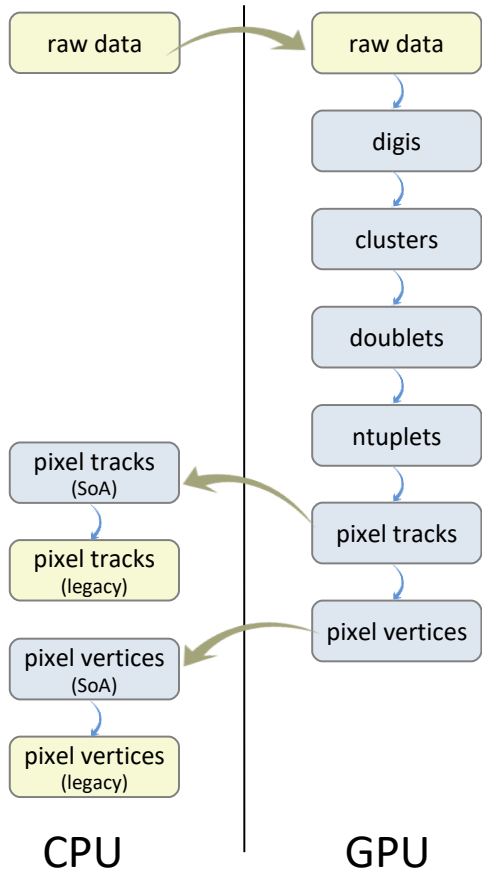 raw data
raw data
digis
clusters
doublets
ntuplets
pixel tracks
(SoA)
pixel tracks
pixel tracks
(legacy)
pixel vertices
pixel vertices
(SoA)
pixel vertices
(legacy)
CPU
GPU